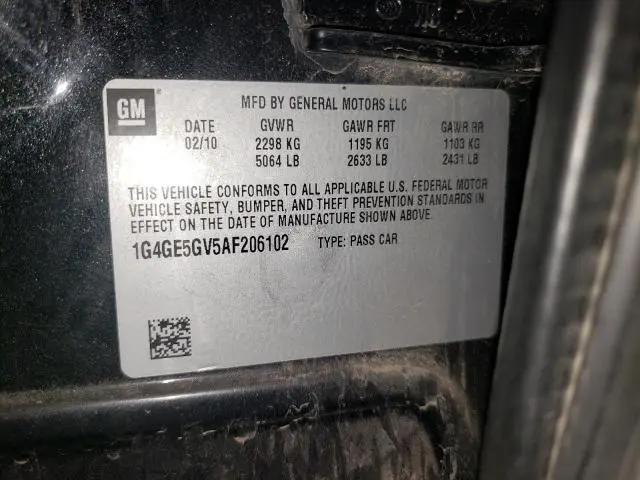 GM
MFD BY GENERAL MOTORS LLC
DATE GVWR GAWR FRT GAWR RR
02/10 2298 KG 1195 KG 1103 KG
5064 LB 2633 LB 2431 LB
THIS VEHICLE CONFORMS TO ALL APPLICABLE U.S. FEDERAL MOTOR
VEHICLE SAFETY, BUMPER, AND THEFT PREVENTION STANDARDS IN
EFFECT ON THE DATE OF MANUFACTURE SHOWN ABOVE.
1G4GE5GV5AF206102 TYPE: PASS CAR